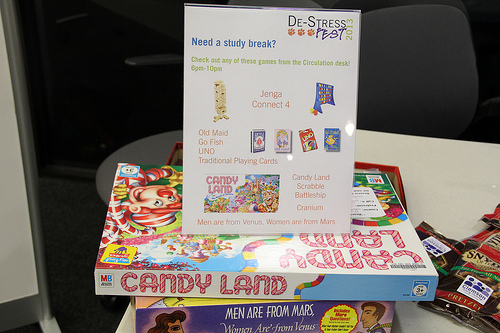 DE-STRESS
FEST 2013
Need a study break?
Check out any of these games from the Circulation desk!
6pm-10pm
Jenga
Connect 4
Old Maid
Go Fish
UNO
Traditional Playing Cards
CANDY
LAND
Candy Land
Scrabble
Battleship
Cranium
Men are from Venus, Women are from Mars
CANDY
LAND
MB
CANDY LAND
MEN ARE FROM MARS,
Women Are from Venus
PRETZEL